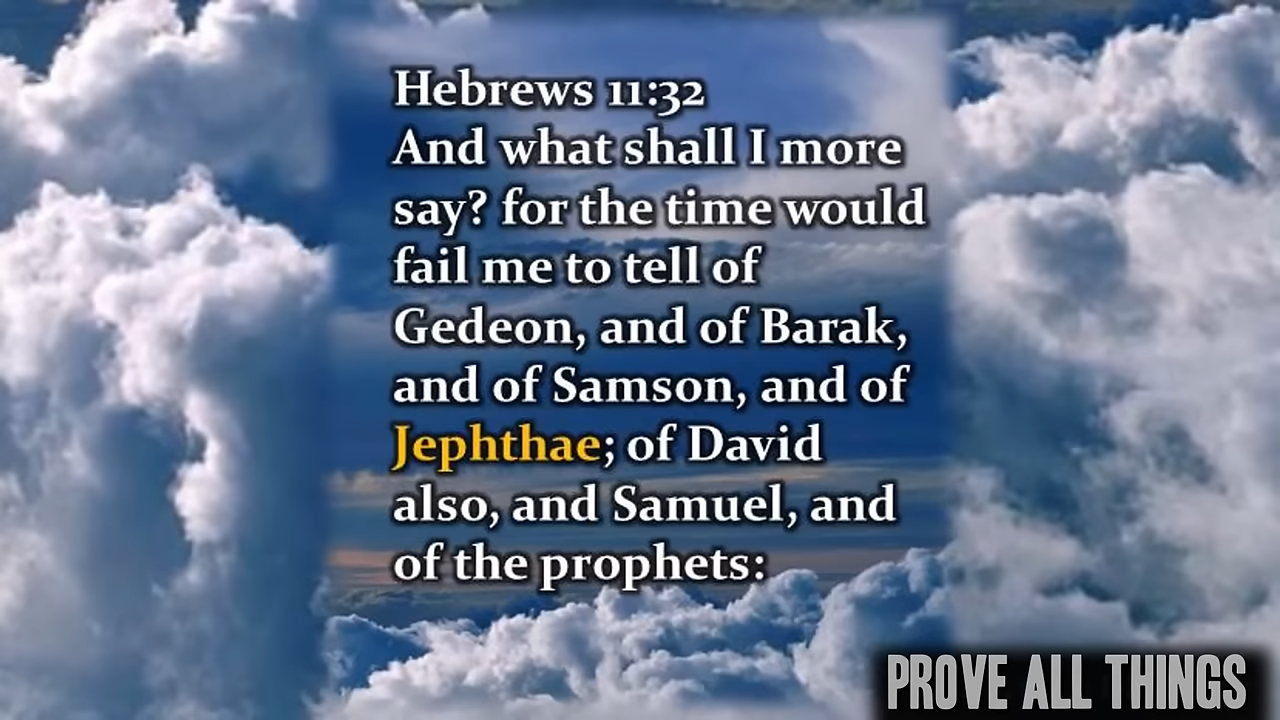 Hebrews 11:32
And what shall I more
say? for the time would
fail me to tell of
Gedeon, and of Barak,
and of Samson, and of
Jephthae; of David
also, and Samuel, and
of the prophets:
PROVE ALL THINGS